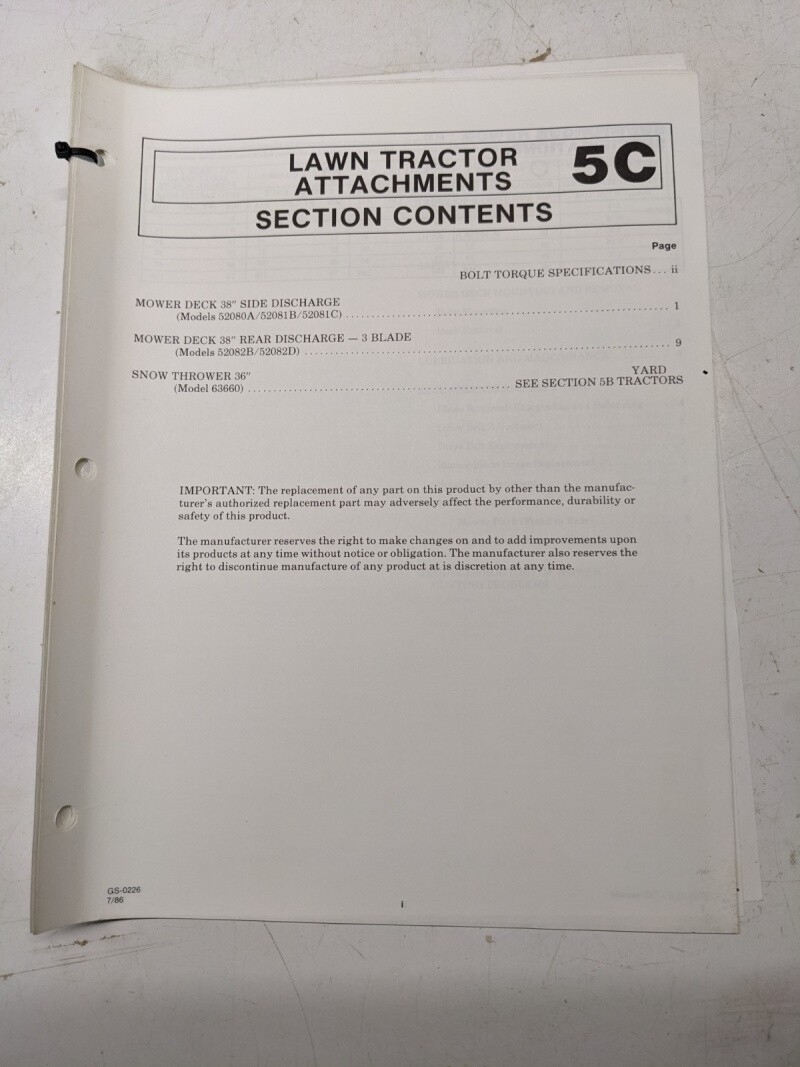 LAWN TRACTOR
ATTACHMENTS
5C
SECTION CONTENTS
Page
BOLT TORQUE SPECIFICATIONS... ii
MOWER DECK 38" SIDE DISCHARGE
(Models 52080A/52081B/52081C) ........................................ 1
MOWER DECK 38" REAR DISCHARGE — 3 BLADE
(Models 52082B/52082D) ........................................ 9
SNOW THROWER 36"
YARD
(Model 63660) ........................................ SEE SECTION 5B TRACTORS
IMPORTANT: The replacement of any part on this product by other than the manufac-
turer's authorized replacement part may adversely affect the performance, durability or
safety of this product.
The manufacturer reserves the right to make changes on and to add improvements upon
its products at any time without notice or obligation. The manufacturer also reserves the
right to discontinue manufacture of any product at is discretion at any time.
GS-0226
7/86
i